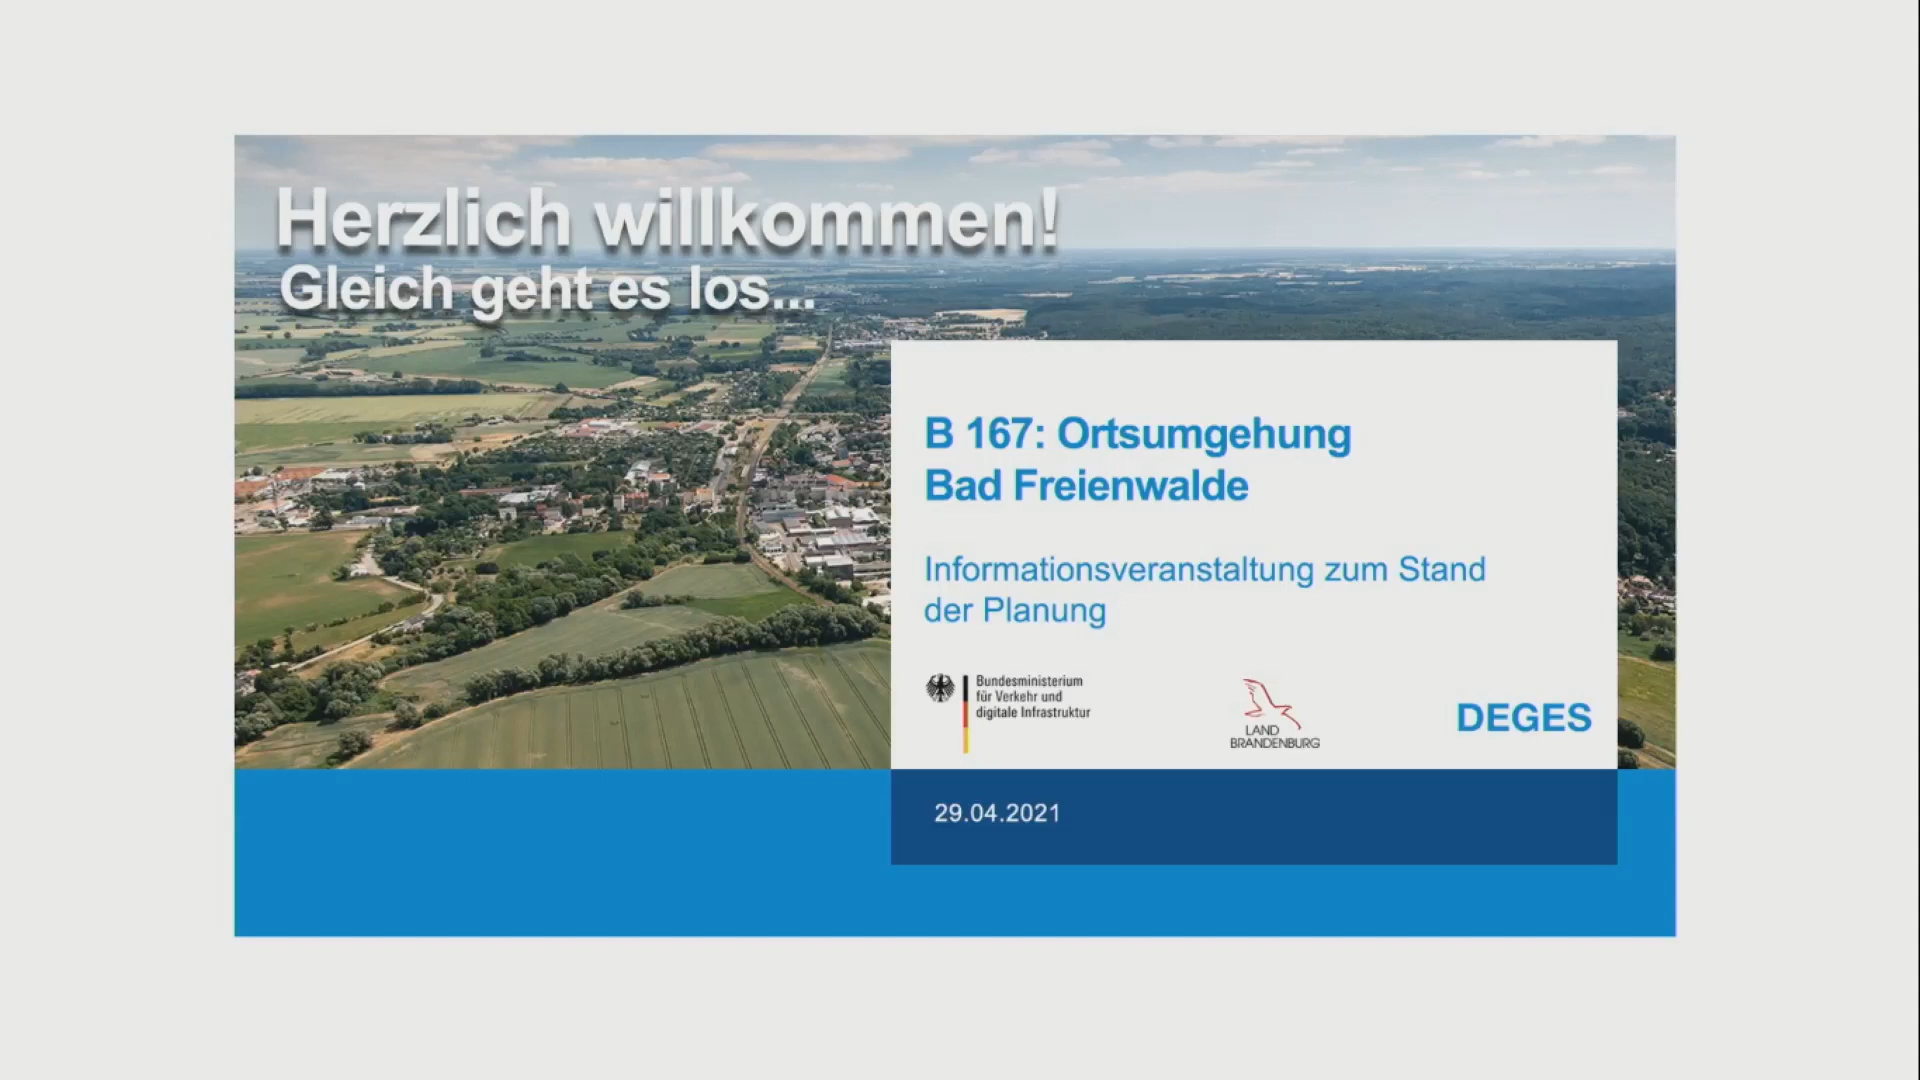 Herzlich willkommen!
Gleich geht es los...
B 167: Ortsumgehung
Bad Freienwalde
Informationsveranstaltung zum Stand
der Planung
Bundesministerium
für Verkehr und
digitale Infrastruktur
LAND
BRANDENBURG
DEGES
29.04.2021